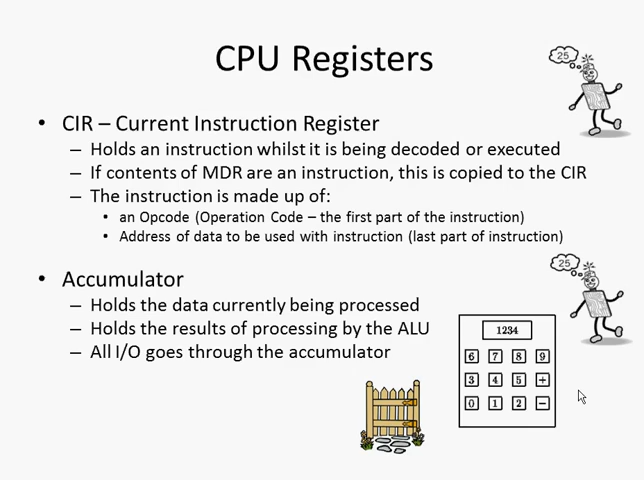 CPU Registers
25
• CIR – Current Instruction Register
– Holds an instruction whilst it is being decoded or executed
– If contents of MDR are an instruction, this is copied to the CIR
– The instruction is made up of:
• an Opcode (Operation Code – the first part of the instruction)
• Address of data to be used with instruction (last part of instruction)
25
• Accumulator
– Holds the data currently being processed
– Holds the results of processing by the ALU
– All I/O goes through the accumulator
1234
6 7 8 9
3 4 5 +
0 1 2 −